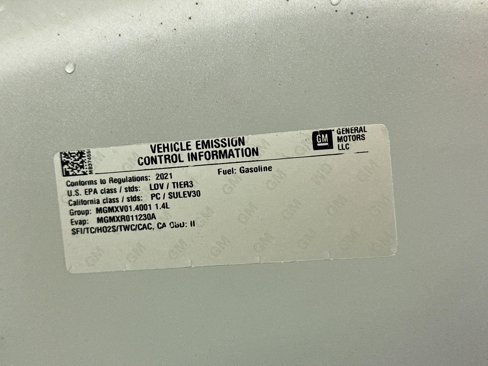 VEHICLE EMISSION
CONTROL INFORMATION
GM GENERAL
MOTORS
LLC
Conforms to Regulations: 2021
Fuel: Gasoline
U.S. EPA class / stds: LDV / TIER3
California class / stds: PC / SULEV30
Group: MGMXV01.4001 1.4L
Evap: MGMXR011230A
SFI/TC/HO2S/TWC/CAC, CA OBD: II